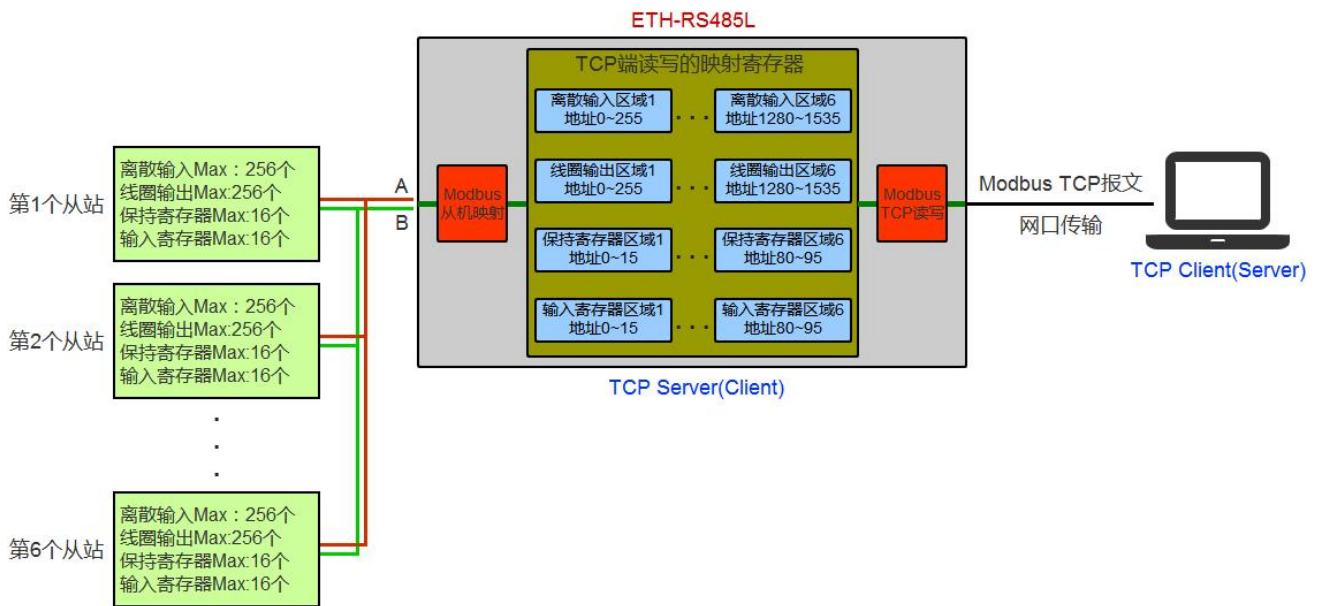 ETH-RS485L
TCP端读写的映射寄存器
离散输入区域1
地址0~255
· · ·
离散输入区域6
地址1280~1535
线圈输出区域1
地址0~255
· · ·
线圈输出区域6
地址1280~1535
保持寄存器区域1
地址0~15
· · ·
保持寄存器区域6
地址80~95
输入寄存器区域1
地址0~15
· · ·
输入寄存器区域6
地址80~95
第1个从站
离散输入Max：256个
线圈输出Max:256个
保持寄存器Max:16个
输入寄存器Max:16个
A
B
Modbus
从机映射
Modbus
TCP读写
Modbus TCP报文
网口传输
TCP Client(Server)
TCP Server(Client)
第2个从站
离散输入Max：256个
线圈输出Max:256个
保持寄存器Max:16个
输入寄存器Max:16个
·
·
·
第6个从站
离散输入Max：256个
线圈输出Max:256个
保持寄存器Max:16个
输入寄存器Max:16个